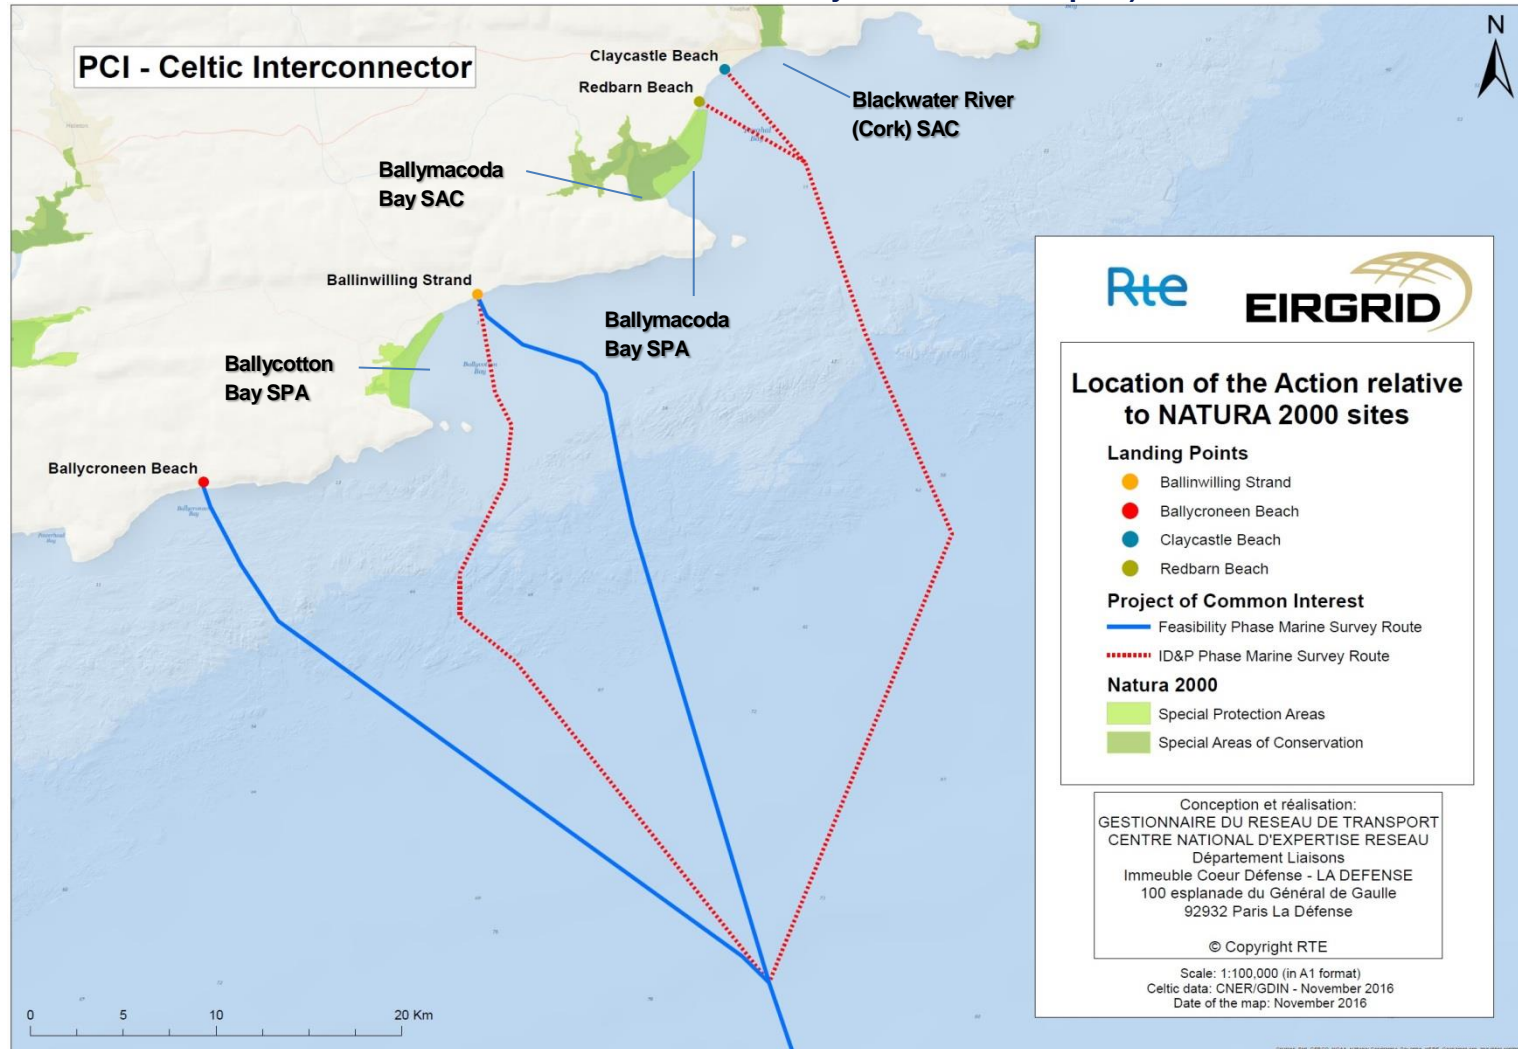 PCI - Celtic Interconnector
N
Claycastle Beach
Redbarn Beach
Blackwater River
(Cork) SAC
Ballymacoda
Bay SAC
Ballinwilling Strand
Ballymacoda
Bay SPA
Ballycotton
Bay SPA
Ballycroneen Beach
Rte
EIRGRID
Location of the Action relative
to NATURA 2000 sites
Landing Points
Ballinwilling Strand
Ballycroneen Beach
Claycastle Beach
Redbarn Beach
Project of Common Interest
Feasibility Phase Marine Survey Route
ID&P Phase Marine Survey Route
Natura 2000
Special Protection Areas
Special Areas of Conservation
Conception et réalisation:
GESTIONNAIRE DU RESEAU DE TRANSPORT
CENTRE NATIONAL D'EXPERTISE RESEAU
Département Liaisons
Immeuble Coeur Défense - LA DEFENSE
100 esplanade du Général de Gaulle
92932 Paris La Défense
© Copyright RTE
Scale: 1:100,000 (in A1 format)
Celtic data: CNER/GDIN - November 2016
Date of the map: November 2016
0 5 10 20 Km